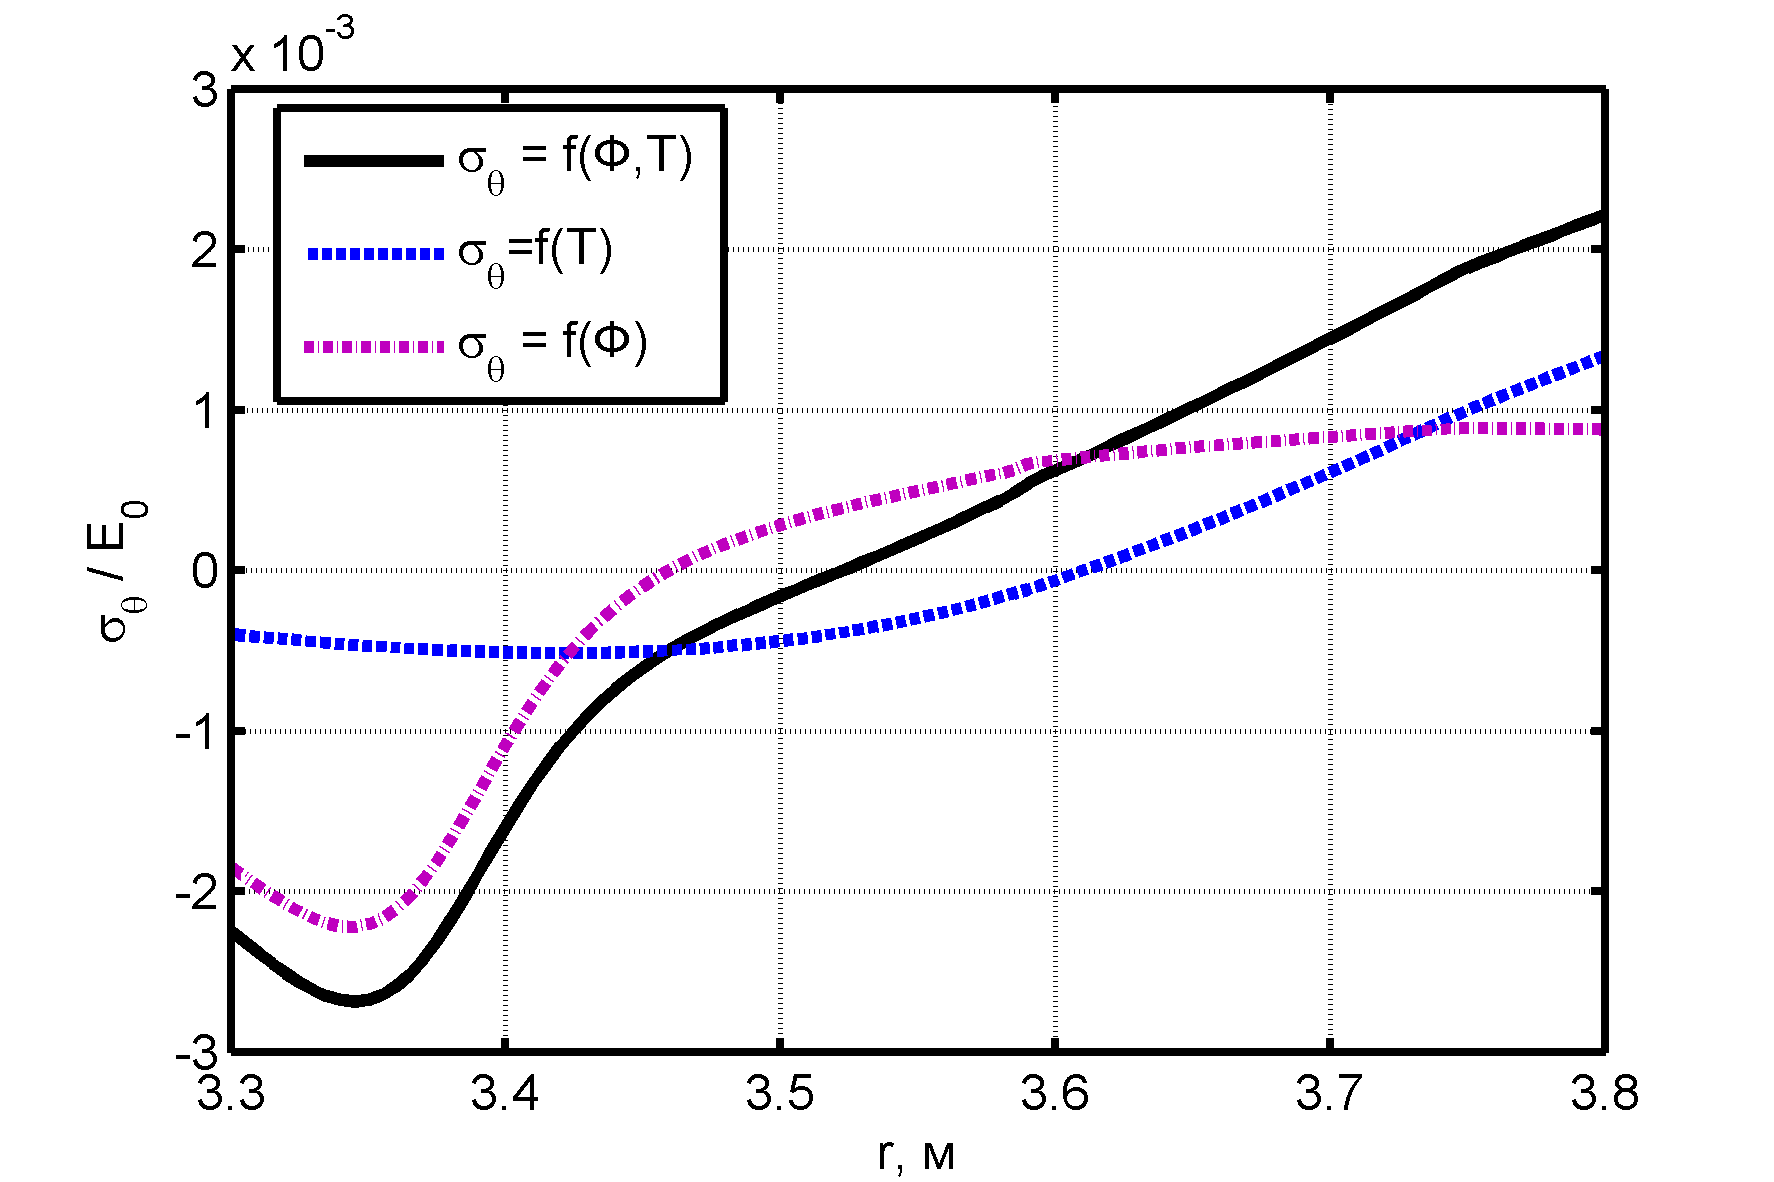 x 10⁻³
3
2
1
0
-1
-2
-3
σθ / E₀
σθ = f(Φ,T)
σθ=f(T)
σθ = f(Φ)
3.3 3.4 3.5 3.6 3.7 3.8
r, м